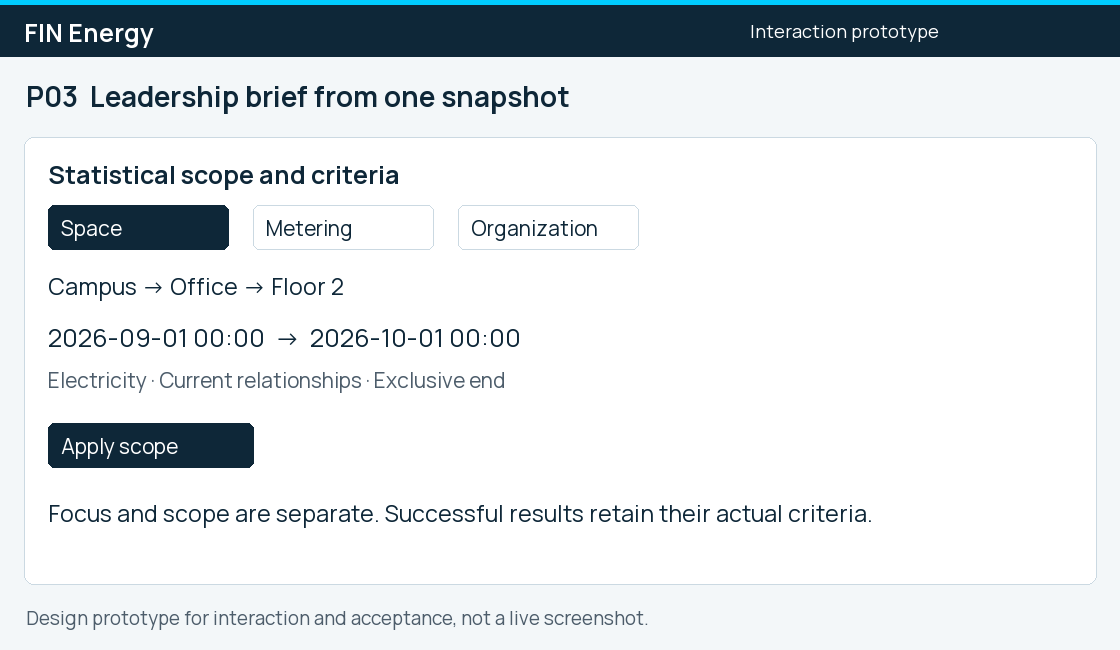 FIN Energy
Interaction prototype
P03 Leadership brief from one snapshot
Statistical scope and criteria
Space
Metering
Organization
Campus → Office → Floor 2
2026-09-01 00:00 → 2026-10-01 00:00
Electricity · Current relationships · Exclusive end
Apply scope
Focus and scope are separate. Successful results retain their actual criteria.
Design prototype for interaction and acceptance, not a live screenshot.